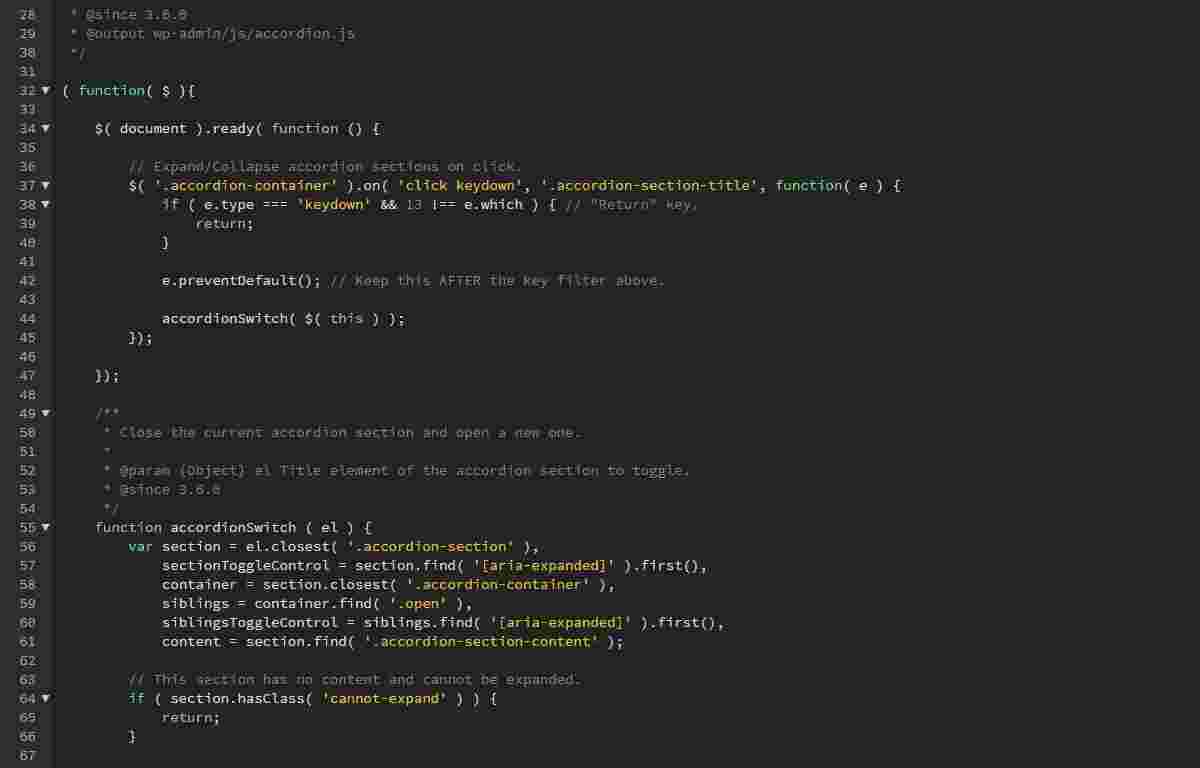 28 * @since 3.6.0
29 * @output wp-admin/js/accordion.js
30 */
31
32 ▼ ( function( $ ){
33
34 ▼ $( document ).ready( function () {
35
36 // Expand/Collapse accordion sections on click.
37 ▼ $( '.accordion-container' ).on( 'click keydown', '.accordion-section-title', function( e ) {
38 ▼ if ( e.type === 'keydown' && 13 !== e.which ) { // "Return" key.
39 return;
40 }
41
42 e.preventDefault(); // Keep this AFTER the key filter above.
43
44 accordionSwitch( $( this ) );
45 });
46
47 });
48
49 ▼ /**
50 * Close the current accordion section and open a new one.
51 *
52 * @param {Object} el Title element of the accordion section to toggle.
53 * @since 3.6.0
54 */
55 ▼ function accordionSwitch ( el ) {
56 var section = el.closest( '.accordion-section' ),
57 sectionToggleControl = section.find( '[aria-expanded]' ).first(),
58 container = section.closest( '.accordion-container' ),
59 siblings = container.find( '.open' ),
60 siblingsToggleControl = siblings.find( '[aria-expanded]' ).first(),
61 content = section.find( '.accordion-section-content' );
62
63 // This section has no content and cannot be expanded.
64 ▼ if ( section.hasClass( 'cannot-expand' ) ) {
65 return;
66 }
67